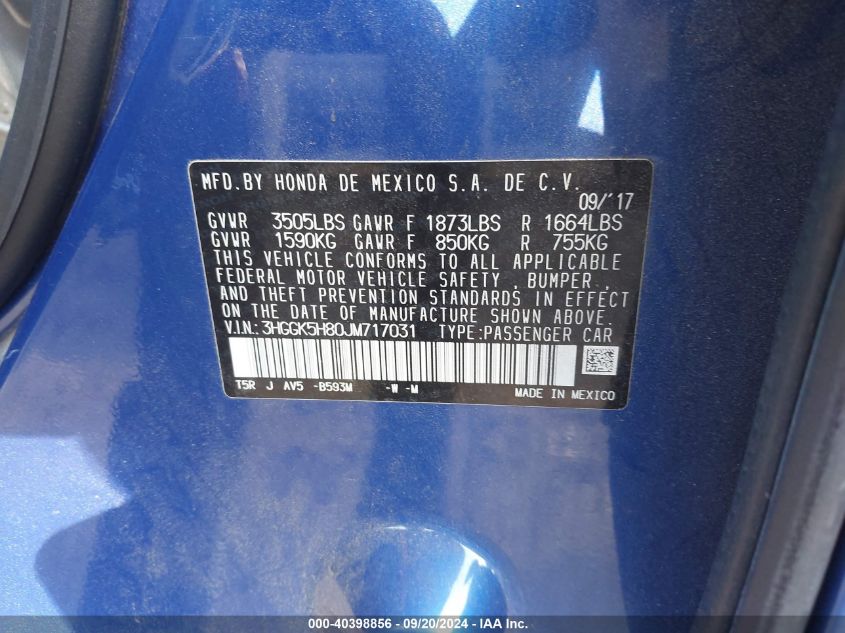 MFD.BY HONDA DE MEXICO S.A. DE C.V.
09/'17
GVWR 3505LBS GAWR F 1873LBS R 1664LBS
GVWR 1590KG GAWR F 850KG R 755KG
THIS VEHICLE CONFORMS TO ALL APPLICABLE
FEDERAL MOTOR VEHICLE SAFETY , BUMPER ,
AND THEFT PREVENTION STANDARDS IN EFFECT
ON THE DATE OF MANUFACTURE SHOWN ABOVE.
V.I.N.:3HGGK5H80JM717031 TYPE:PASSENGER CAR
T5R J AV5 -B593M -W -M MADE IN MEXICO
000-40398856 - 09/20/2024 - IAAI.COM